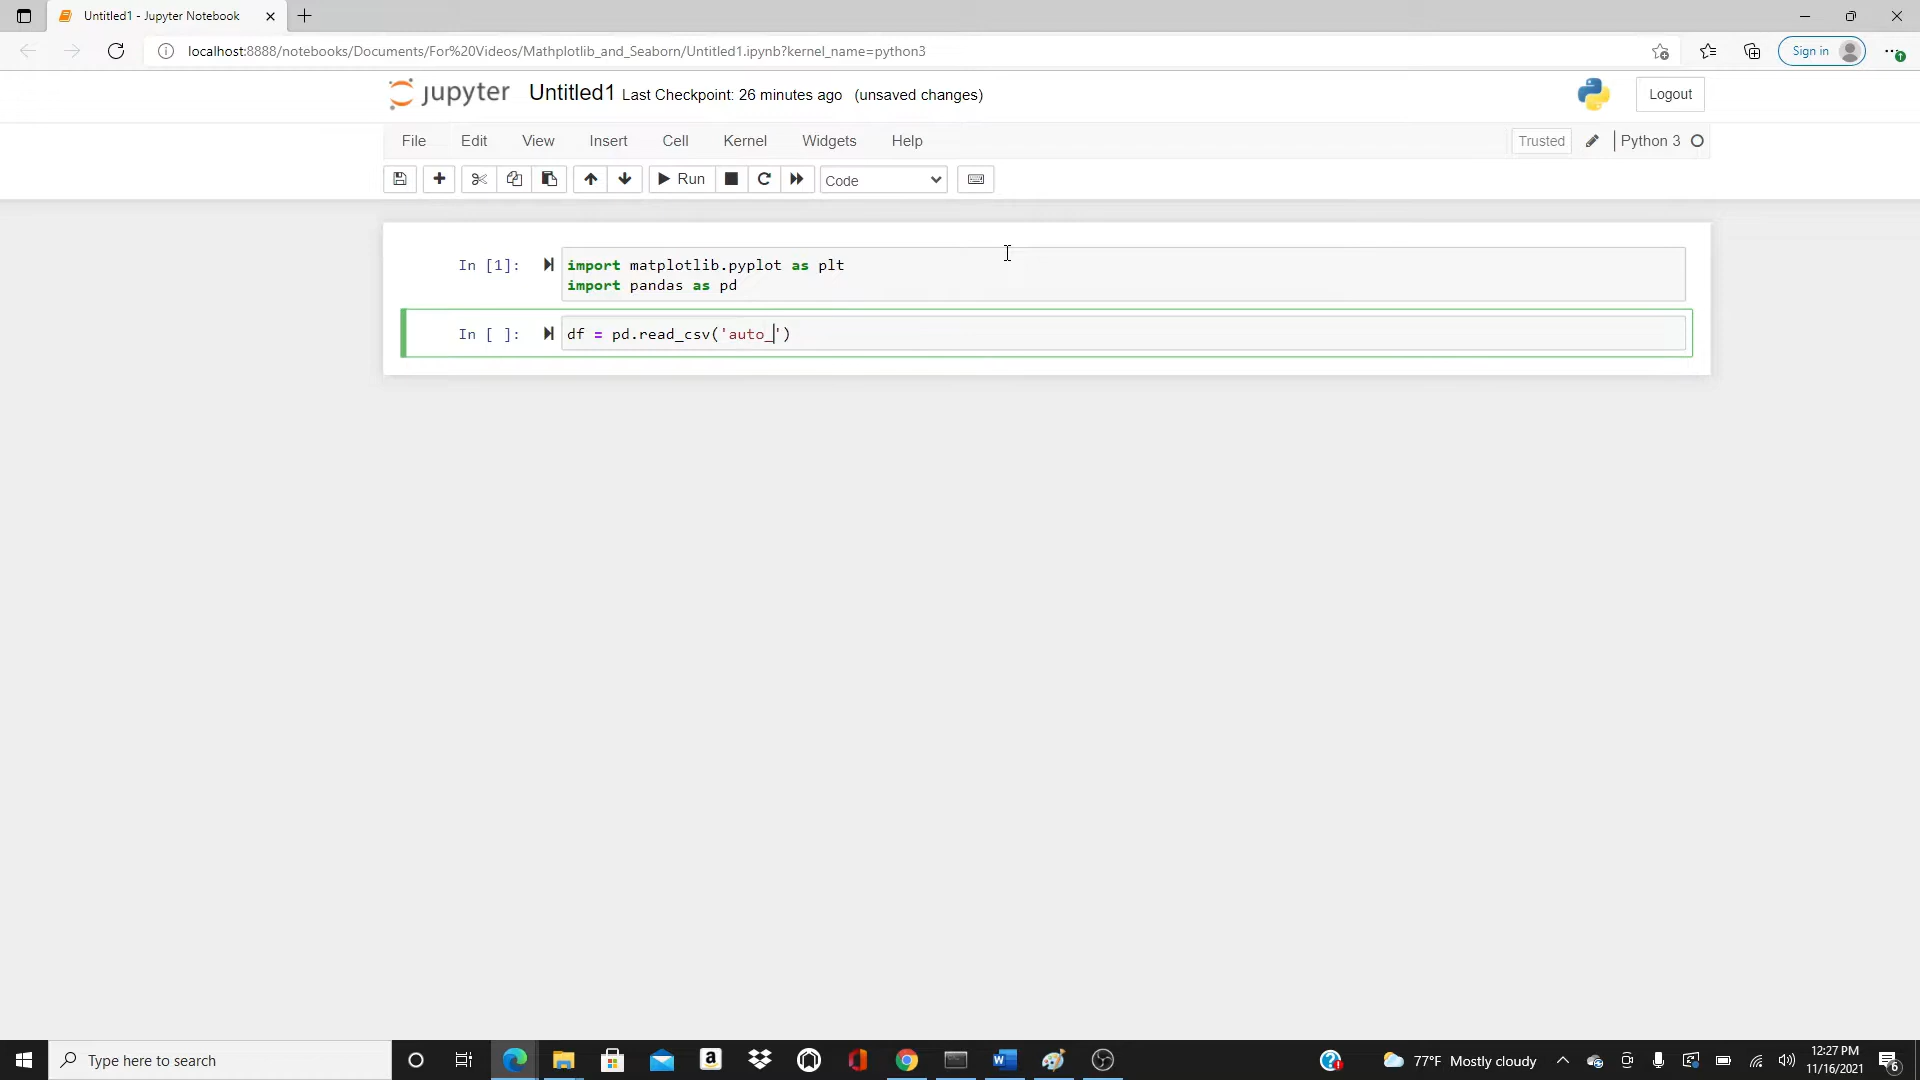 Untitled1 - Jupyter Notebook
localhost:8888/notebooks/Documents/For%20Videos/Mathplotlib_and_Seaborn/Untitled1.ipynb?kernel_name=python3
Sign in
jupyter Untitled1 Last Checkpoint: 26 minutes ago (unsaved changes)
Logout
File Edit View Insert Cell Kernel Widgets Help
Trusted
Python 3
Run
Code
In [1]: import matplotlib.pyplot as plt
import pandas as pd
In [ ]: df = pd.read_csv('auto_')
Type here to search
77°F Mostly cloudy
12:27 PM
11/16/2021
6